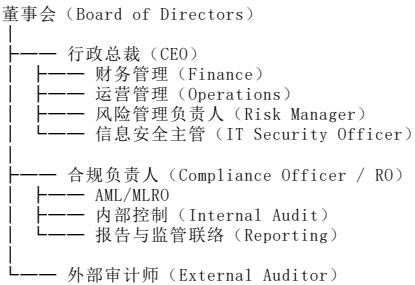 董事会（Board of Directors）
行政总裁（CEO）
财务管理（Finance）
运营管理（Operations）
风险管理负责人（Risk Manager）
信息安全主管（IT Security Officer）
合规负责人（Compliance Officer / RO）
AML/MLRO
内部控制（Internal Audit）
报告与监管联络（Reporting）
外部审计师（External Auditor）